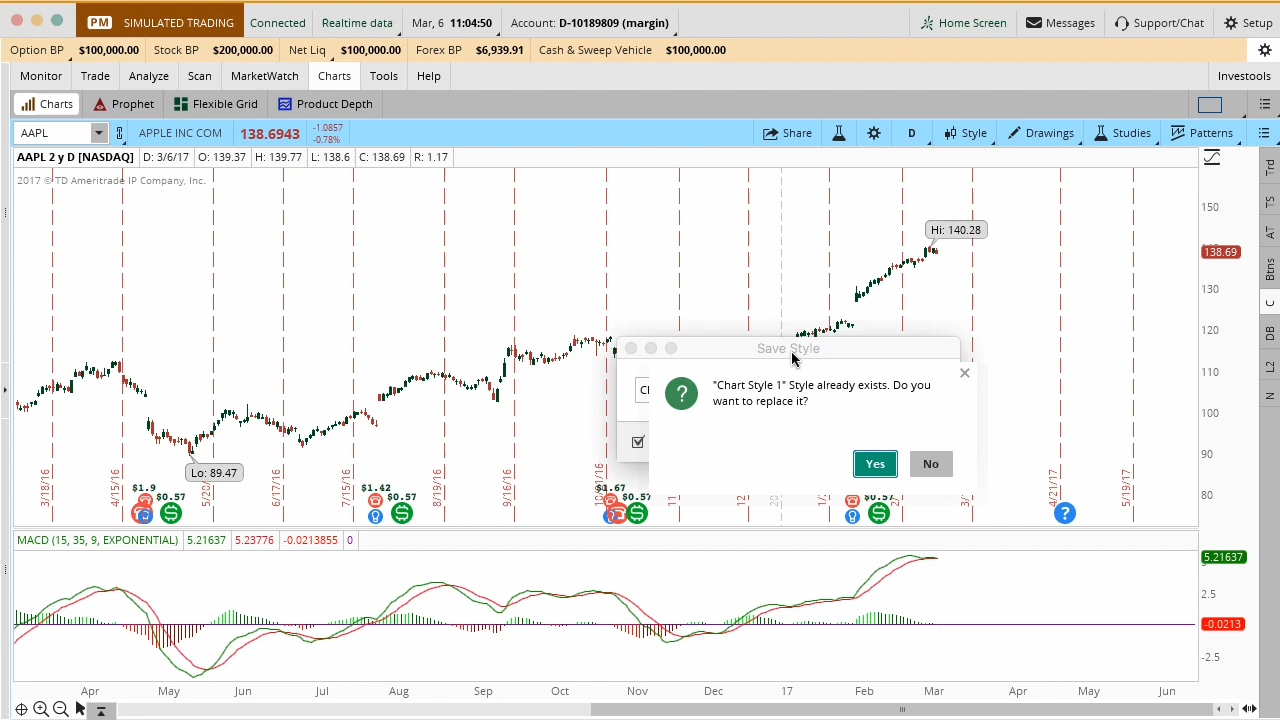 PM SIMULATED TRADING Connected Realtime data Mar, 6 11:04:50 Account: D-10189809 (margin) Home Screen Messages Support/Chat Setup
Option BP $100,000.00 Stock BP $200,000.00 Net Liq $100,000.00 Forex BP $6,939.91 Cash & Sweep Vehicle $100,000.00
Monitor Trade Analyze Scan MarketWatch Charts Tools Help Investools
Charts Prophet Flexible Grid Product Depth
AAPL APPLE INC COM 138.6943 -1.0857 -0.78% Share D Style Drawings Studies Patterns
AAPL 2 y D [NASDAQ] D: 3/6/17 O: 139.37 H: 139.77 L: 138.6 C: 138.69 R: 1.17
2017 © TD Ameritrade IP Company, Inc.
Trd
TS
AT
Btns
C
DB
L2
N
150
Hi: 140.28
138.69
130
120
110
100
90
80
Save Style
"Chart Style 1" Style already exists. Do you
want to replace it?
Yes No
Lo: 89.47
3/18/16 4/15/16 5/20/ 6/17/16 7/15/16 8/19/16 9/16/16 /21/17 5/19/17
$1.9 $0.57 $1.42 $0.57 $1.67 $0.57 $0.57
MACD (15, 35, 9, EXPONENTIAL) 5.21637 5.23776 -0.0213855 0
5.21637
2.5
-0.0213
-2.5
Apr May Jun Jul Aug Sep Oct Nov Dec 17 Feb Mar Apr May Jun